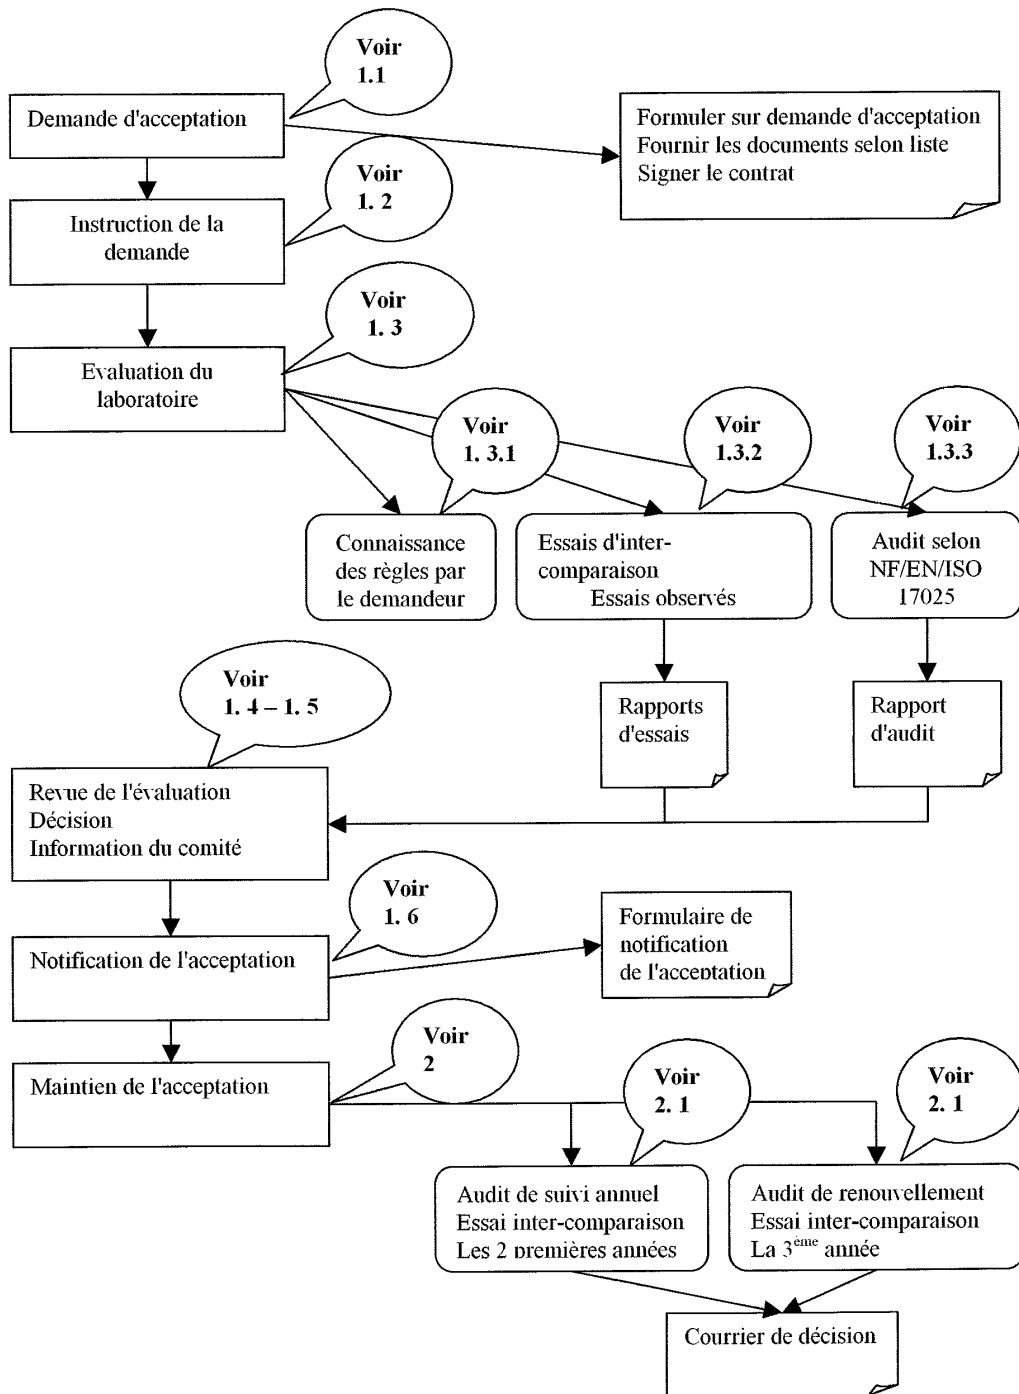 Voir
1.1
Demande d'acceptation
Formuler sur demande d'acceptation
Fournir les documents selon liste
Signer le contrat
Voir
1. 2
Instruction de la
demande
Voir
1. 3
Evaluation du
laboratoire
Voir
1. 3.1
Voir
1.3.2
Voir
1.3.3
Connaissance
des règles par
le demandeur
Essais d'inter-
comparaison
Essais observés
Audit selon
NF/EN/ISO
17025
Voir
1. 4 – 1. 5
Rapports
d'essais
Rapport
d'audit
Revue de l'évaluation
Décision
Information du comité
Voir
1. 6
Formulaire de
notification
de l'acceptation
Notification de l'acceptation
Voir
2
Maintien de l'acceptation
Voir
2. 1
Voir
2. 1
Audit de suivi annuel
Essai inter-comparaison
Les 2 premières années
Audit de renouvellement
Essai inter-comparaison
La 3ème année
Courrier de décision